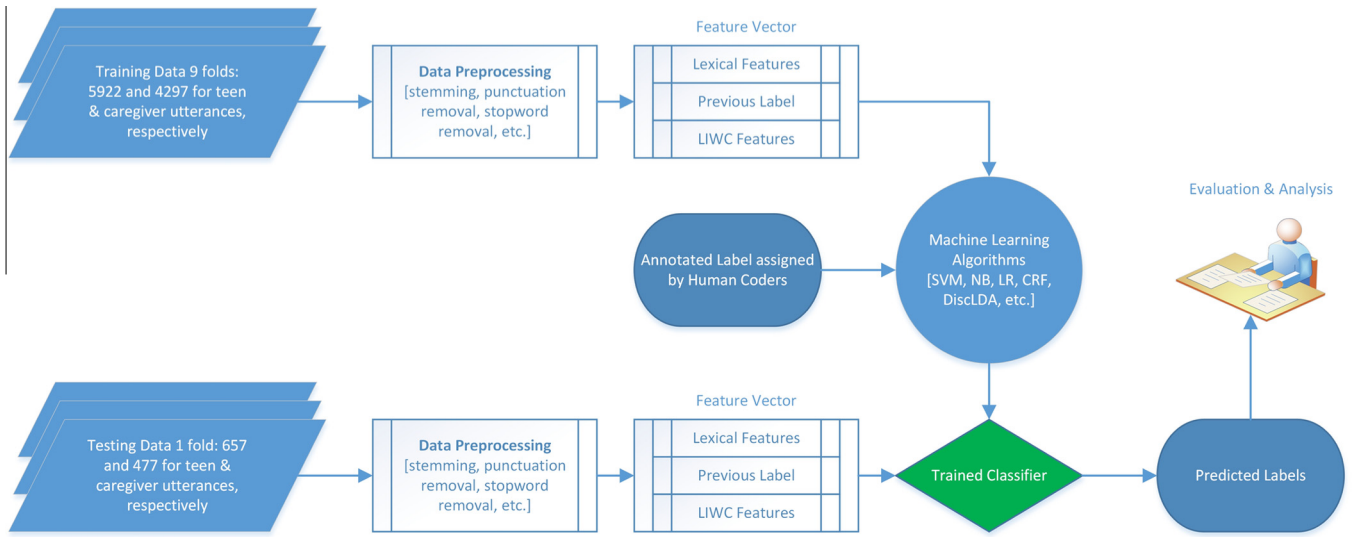 Training Data 9 folds:
5922 and 4297 for teen
& caregiver utterances,
respectively
Data Preprocessing
[stemming, punctuation
removal, stopword
removal, etc.]
Feature Vector
Lexical Features
Previous Label
LIWC Features
Annotated Label assigned
by Human Coders
Machine Learning
Algorithms
[SVM, NB, LR, CRF,
DiscLDA, etc.]
Evaluation & Analysis
Testing Data 1 fold: 657
and 477 for teen &
caregiver utterances,
respectively
Data Preprocessing
[stemming, punctuation
removal, stopword
removal, etc.]
Feature Vector
Lexical Features
Previous Label
LIWC Features
Trained Classifier
Predicted Labels